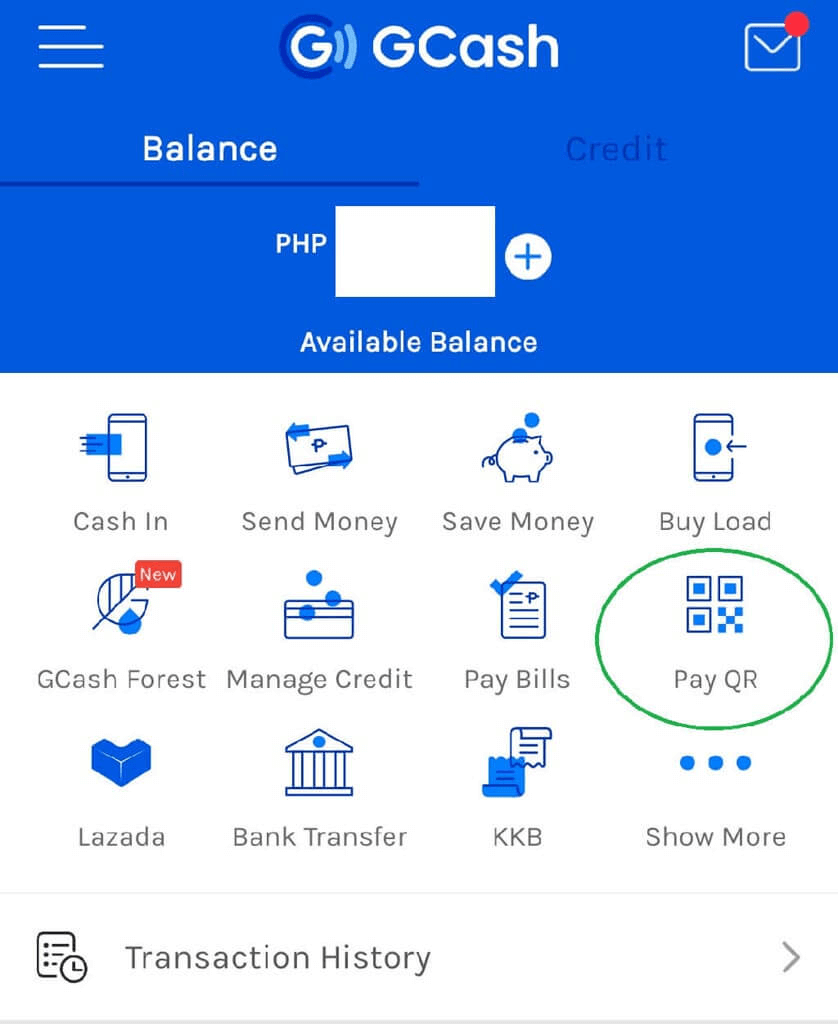 GCash
Balance Credit
PHP
Available Balance
Cash In Send Money Save Money Buy Load
New
GCash Forest Manage Credit Pay Bills Pay QR
Lazada Bank Transfer KKB Show More
Transaction History